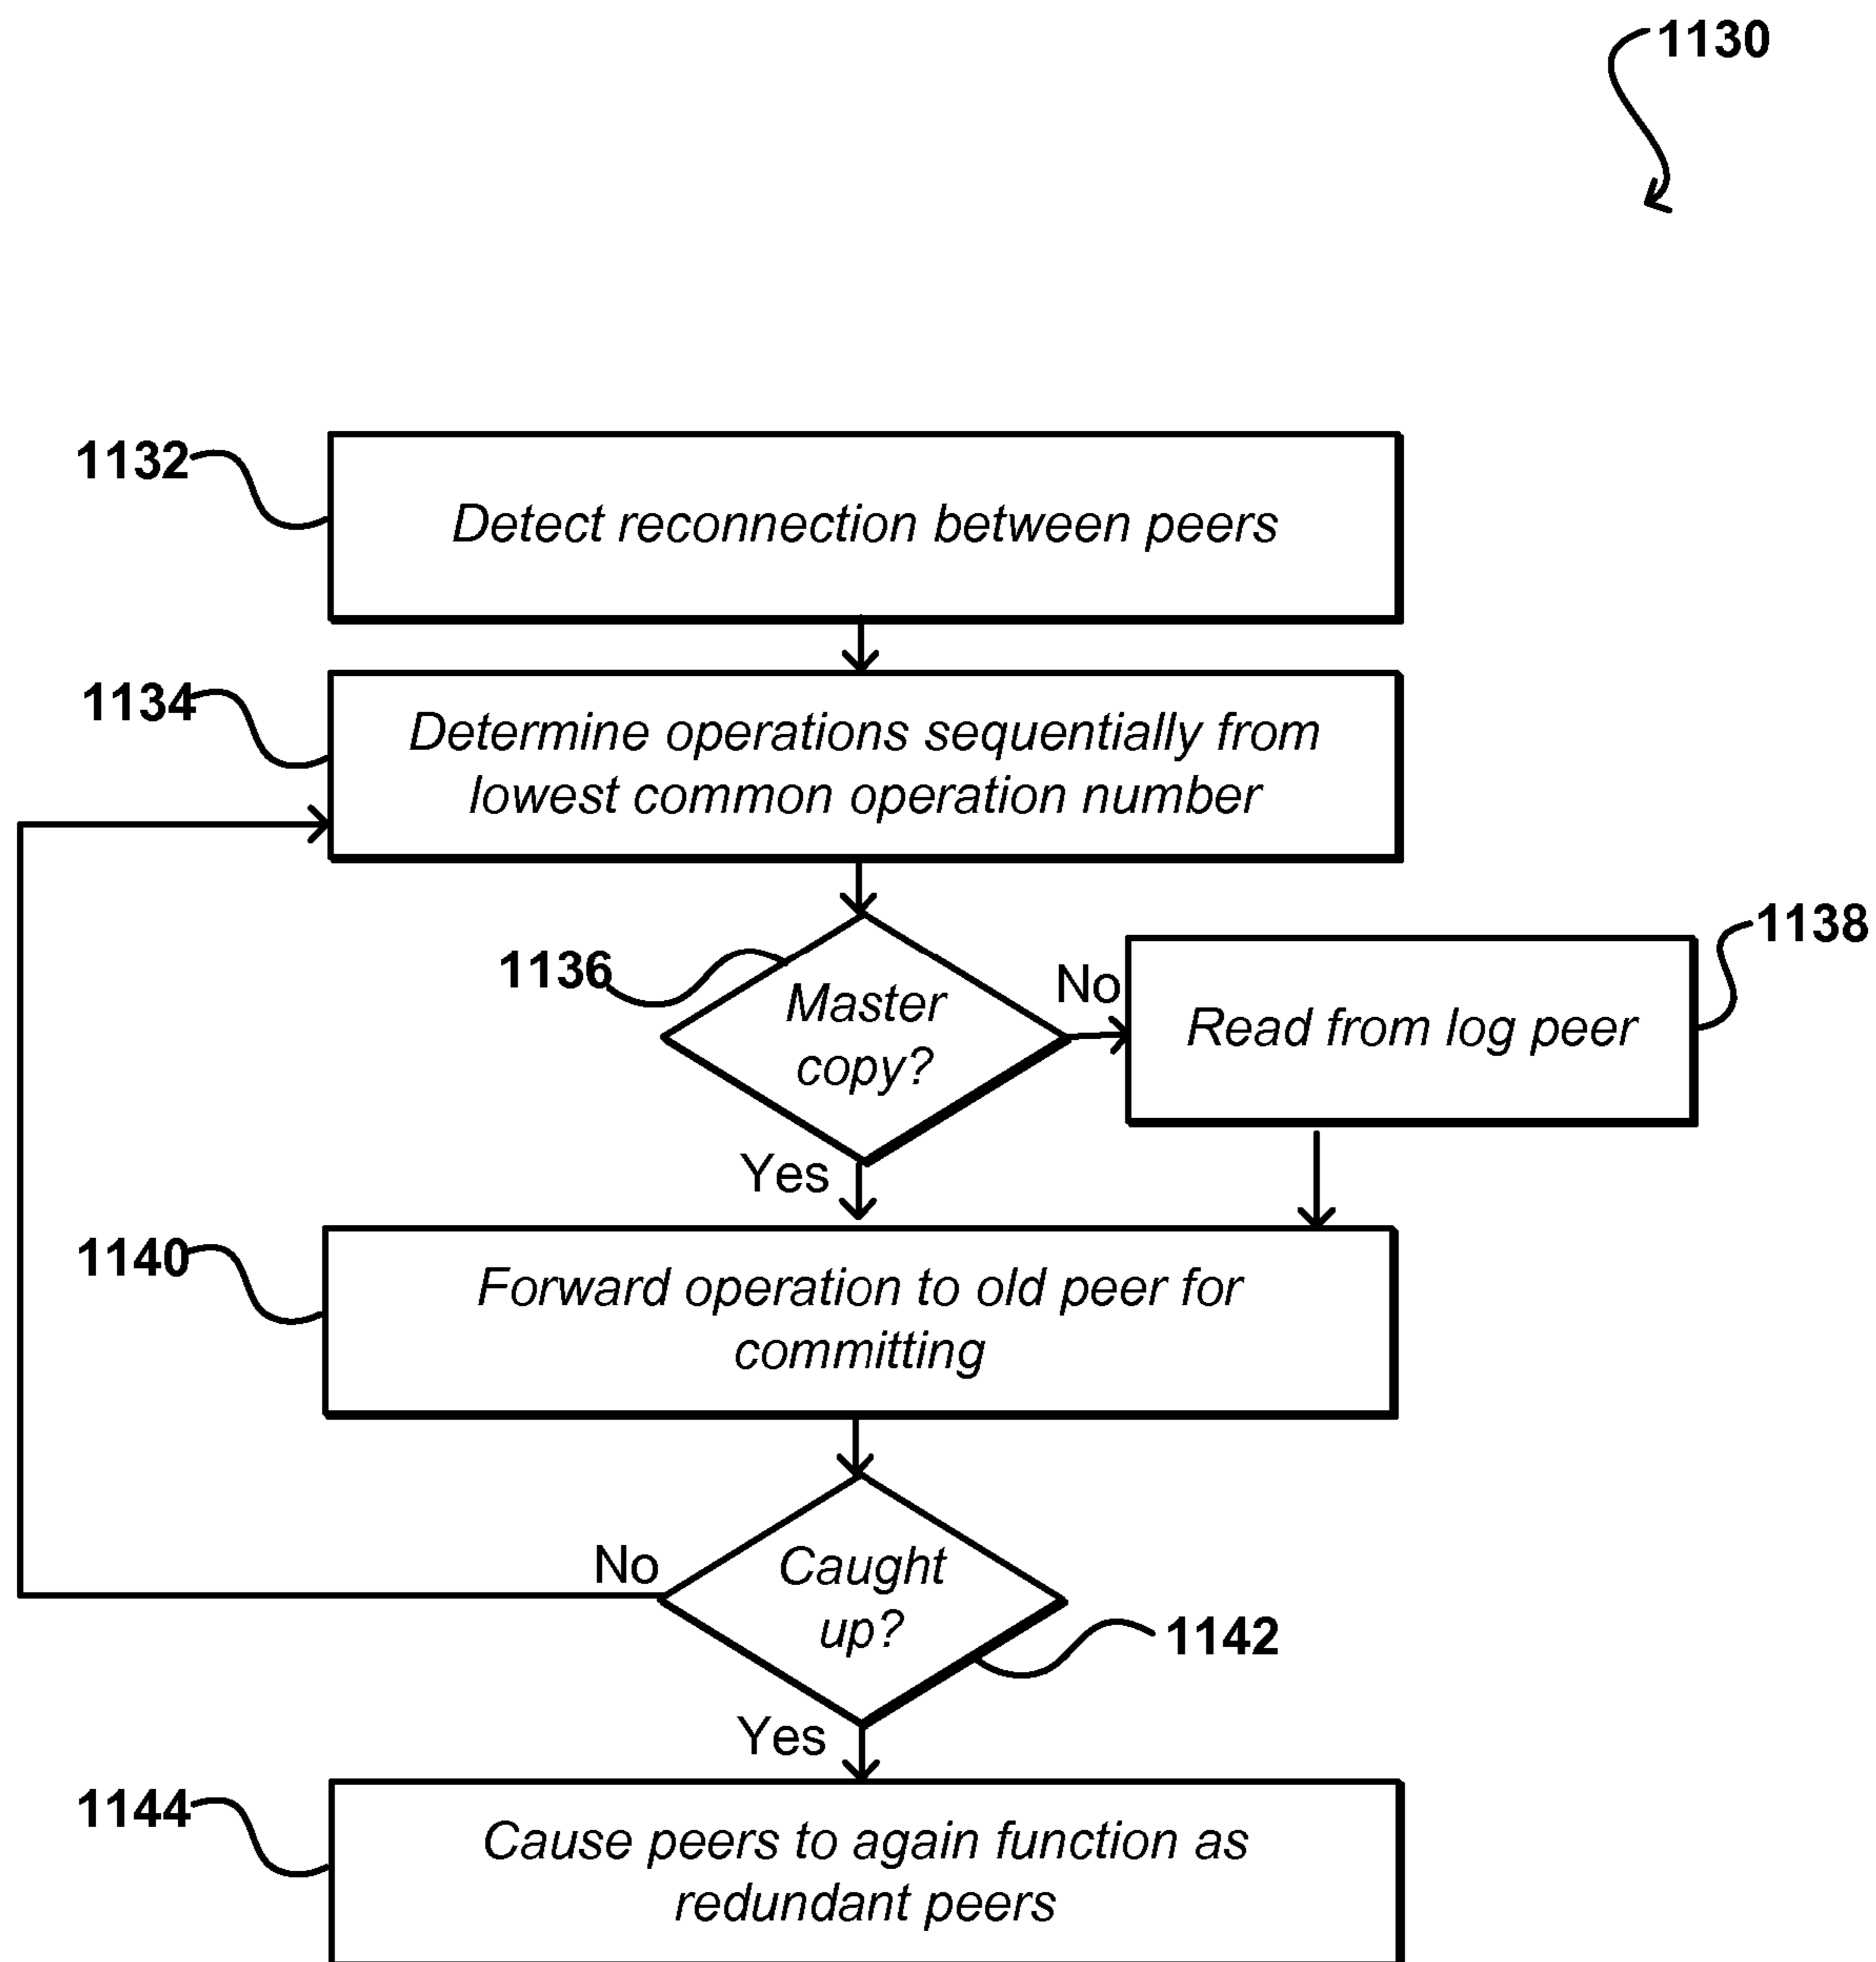 1130
1132
Detect reconnection between peers
1134
Determine operations sequentially from
lowest common operation number
1136
Master
copy?
No
1138
Read from log peer
Yes
1140
Forward operation to old peer for
committing
No
Caught
up?
1142
Yes
1144
Cause peers to again function as
redundant peers